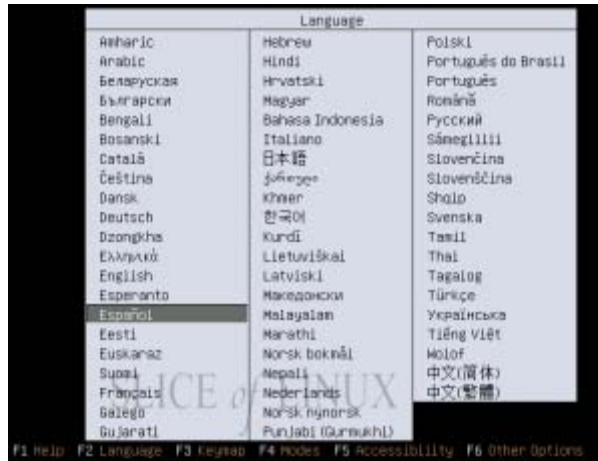 Language
Amharic
Arabic
Беларуская
Български
Bengali
Bosanski
Català
Čeština
Dansk
Deutsch
Dzongkha
Ελληνικά
English
Esperanto
Español
Eesti
Euskaraz
Suomi
Français
Galego
Gujarati
Hebrew
Hindi
Hrvatski
Magyar
Bahasa Indonesia
Italiano
日本語
ქართული
Khmer
한국어
Kurdî
Lietuviškai
Latviski
Македонски
Malayalam
Marathi
Norsk bokmål
Nepali
Nederlands
Norsk nynorsk
Punjabi (Gurmukhi)
Polski
Português do Brasil
Português
Română
Русский
Sámegillii
Slovenčina
Slovenščina
Shqip
Svenska
Tamil
Thai
Tagalog
Türkçe
Українська
Tiếng Việt
Wolof
中文(简体)
中文(繁體)
SLICE of LINUX
F1 Help F2 Language F3 Keymap F4 Modes F5 Accessibility F6 Other Options